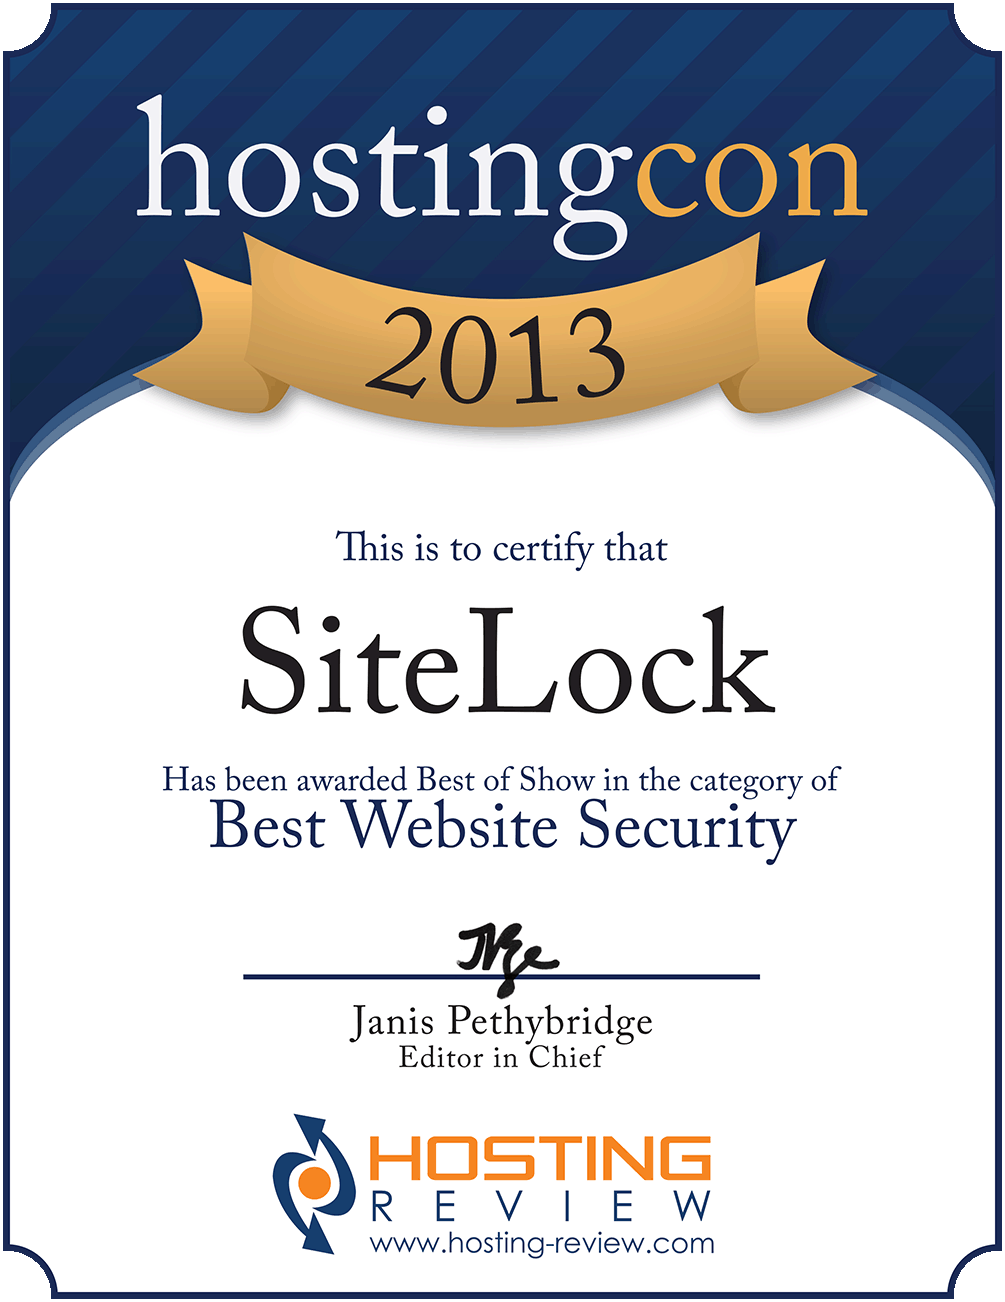 hostingcon
2013
This is to certify that
SiteLock
Has been awarded Best of Show in the category of
Best Website Security
Janis Pethybridge
Editor in Chief
HOSTING
REVIEW
www.hosting-review.com